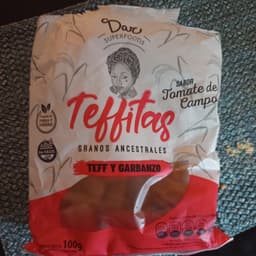 Dar
SUPERFOODS
SABOR
Tomate de
Campo
Teffitas
GRANOS ANCESTRALES
TEFF Y GARBANZO
100g